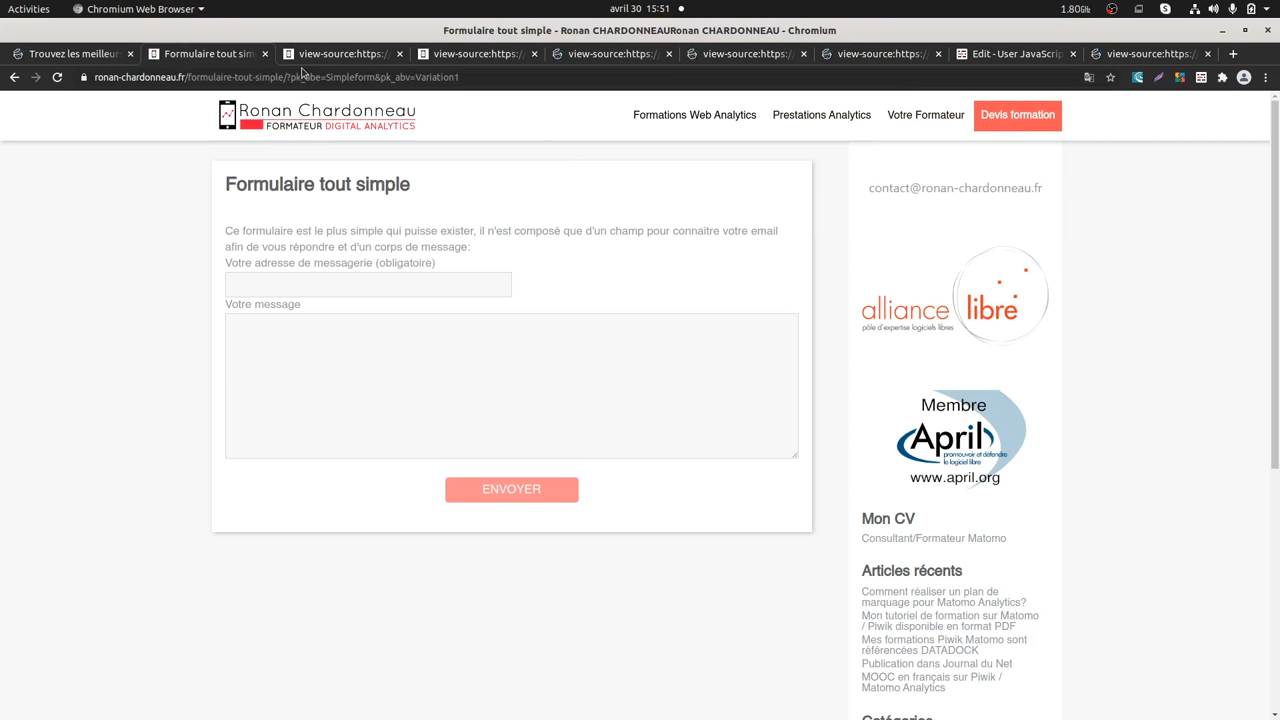 Activities
Chromium Web Browser
avril 30 15:51
1.80GHz
Formulaire tout simple - Ronan CHARDONNEAURonan CHARDONNEAU - Chromium
Trouvez les meilleur
Formulaire tout sim
view-source:https:/
view-source:https:/
view-source:https:/
view-source:https:/
view-source:https:/
Edit - User JavaScrip
view-source:https:/
ronan-chardonneau.fr/formulaire-tout-simple/?pk_abe=Simpleform&pk_abv=Variation1
Ronan Chardonneau
FORMATEUR DIGITAL ANALYTICS
Formations Web Analytics
Prestations Analytics
Votre Formateur
Devis formation
Formulaire tout simple
Ce formulaire est le plus simple qui puisse exister, il n'est composé que d'un champ pour connaitre votre email
afin de vous répondre et d'un corps de message:
Votre adresse de messagerie (obligatoire)
Votre message
ENVOYER
contact@ronan-chardonneau.fr
alliance libre
pôle d'expertise logiciels libres
Membre
April
promouvoir et défendre
le logiciel libre
www.april.org
Mon CV
Consultant/Formateur Matomo
Articles récents
Comment réaliser un plan de
marquage pour Matomo Analytics?
Mon tutoriel de formation sur Matomo
/ Piwik disponible en format PDF
Mes formations Piwik Matomo sont
référencées DATADOCK
Publication dans Journal du Net
MOOC en français sur Piwik /
Matomo Analytics
Catégories